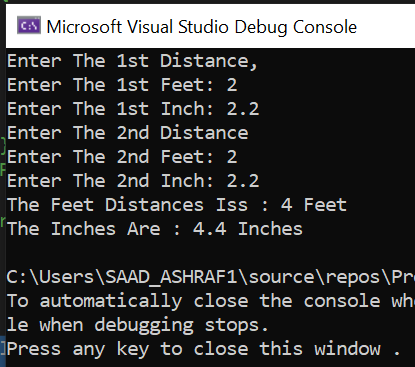 Microsoft Visual Studio Debug Console
Enter The 1st Distance,
Enter The 1st Feet: 2
Enter The 1st Inch: 2.2
Enter The 2nd Distance
Enter The 2nd Feet: 2
Enter The 2nd Inch: 2.2
The Feet Distances Iss : 4 Feet
The Inches Are : 4.4 Inches
C:\Users\SAAD_ASHRAF1\source\repos\Pr
To automatically close the console whe
le when debugging stops.
Press any key to close this window .